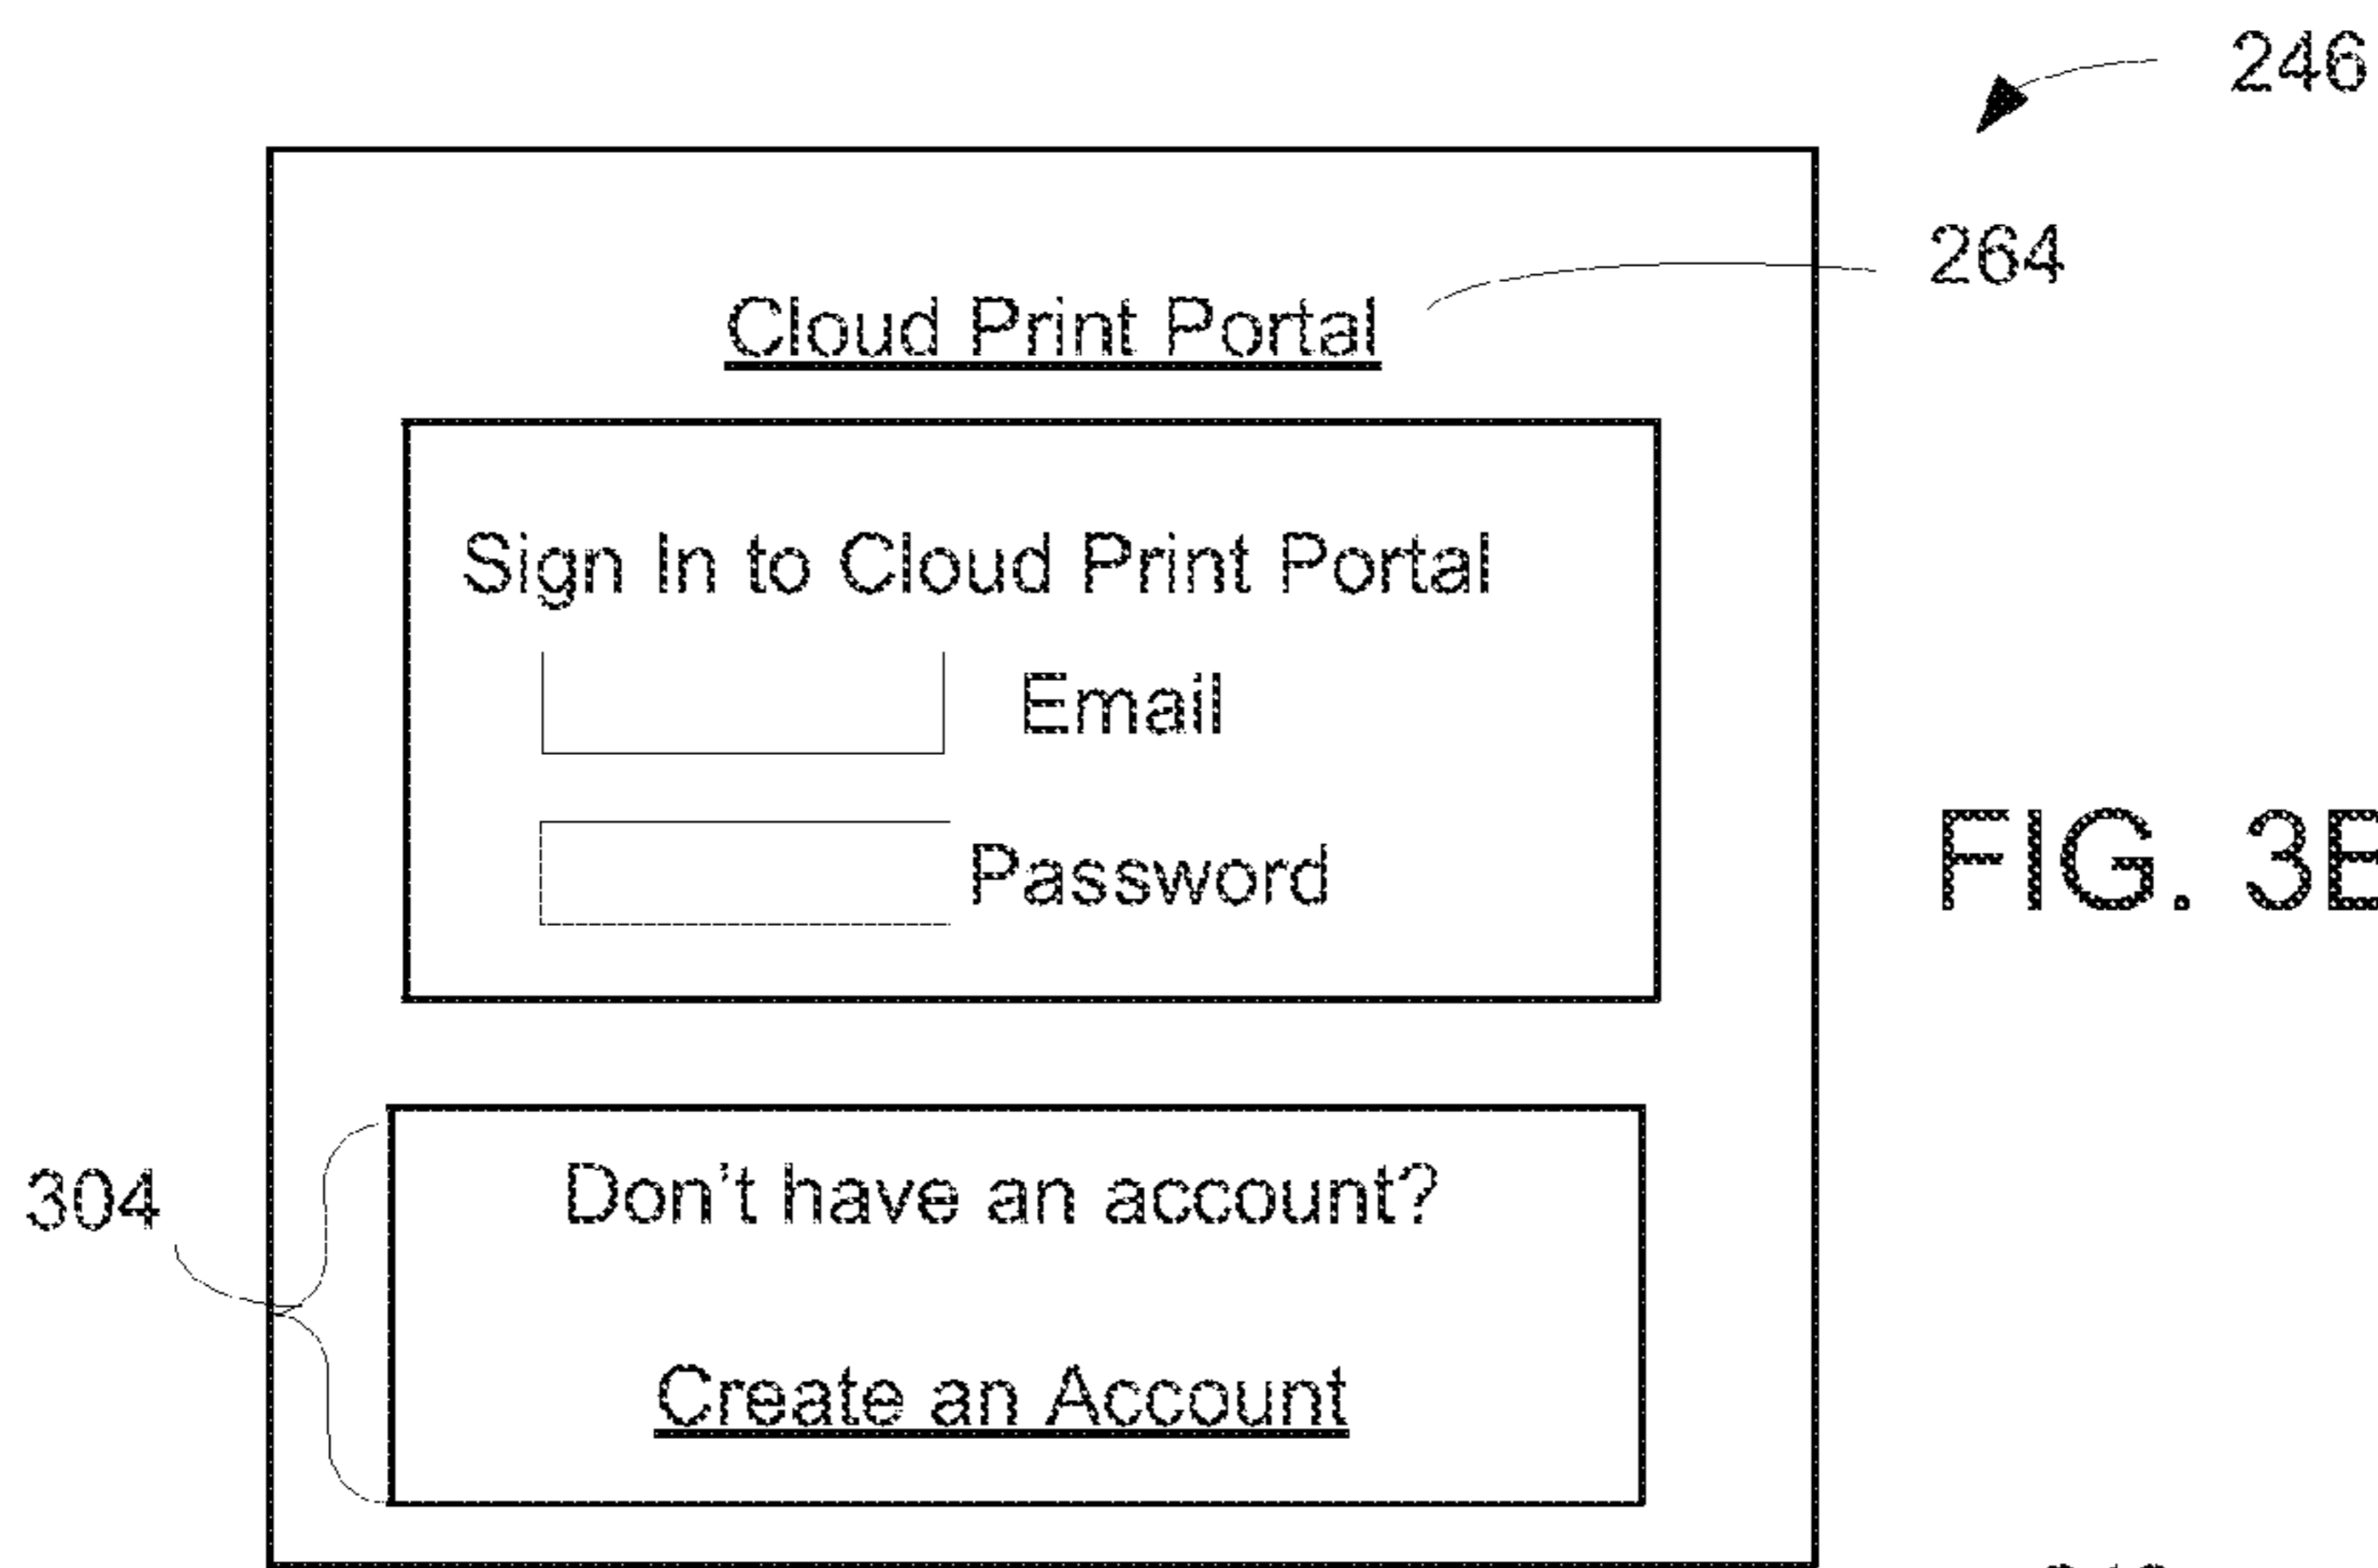 246
264
Cloud Print Portal
Sign In to Cloud Print Portal
Email
Password
FIG.
304
Don't have an account?
Create an Account